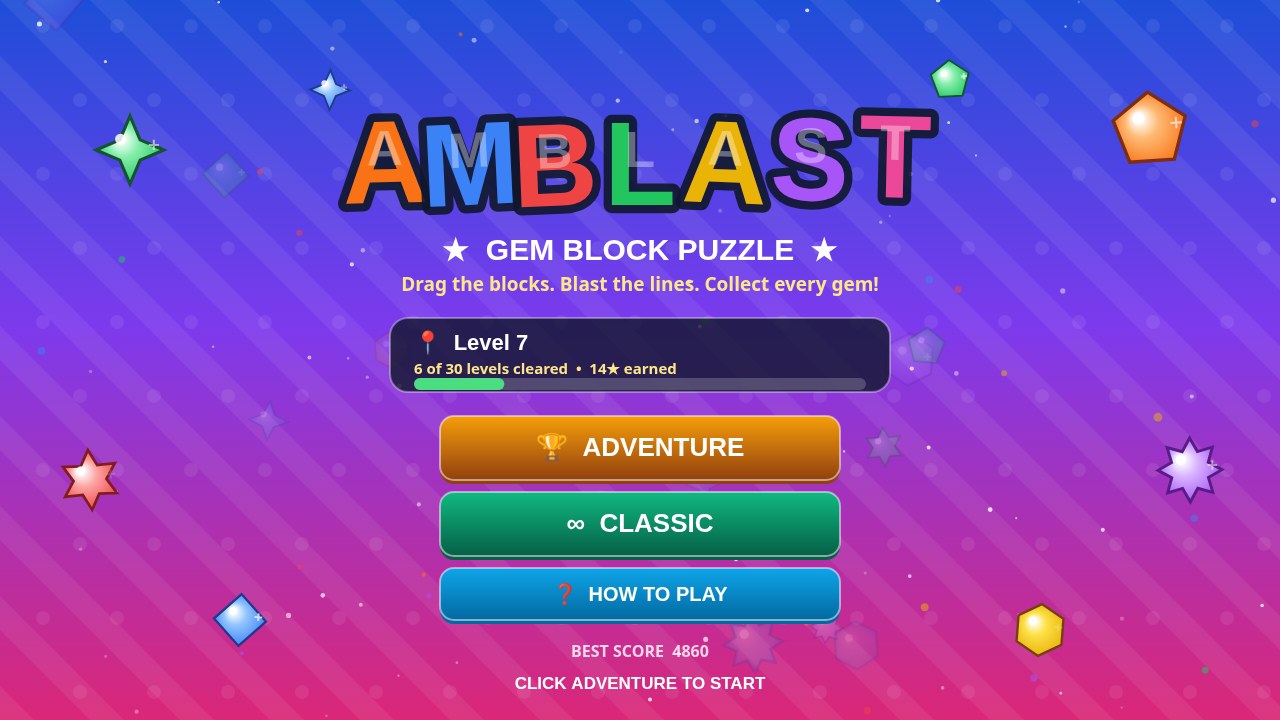 AMBLAST
★ GEM BLOCK PUZZLE ★
Drag the blocks. Blast the lines. Collect every gem!
📍 Level 7
6 of 30 levels cleared • 14★ earned
🏆 ADVENTURE
∞ CLASSIC
❓ HOW TO PLAY
BEST SCORE 4860
CLICK ADVENTURE TO START